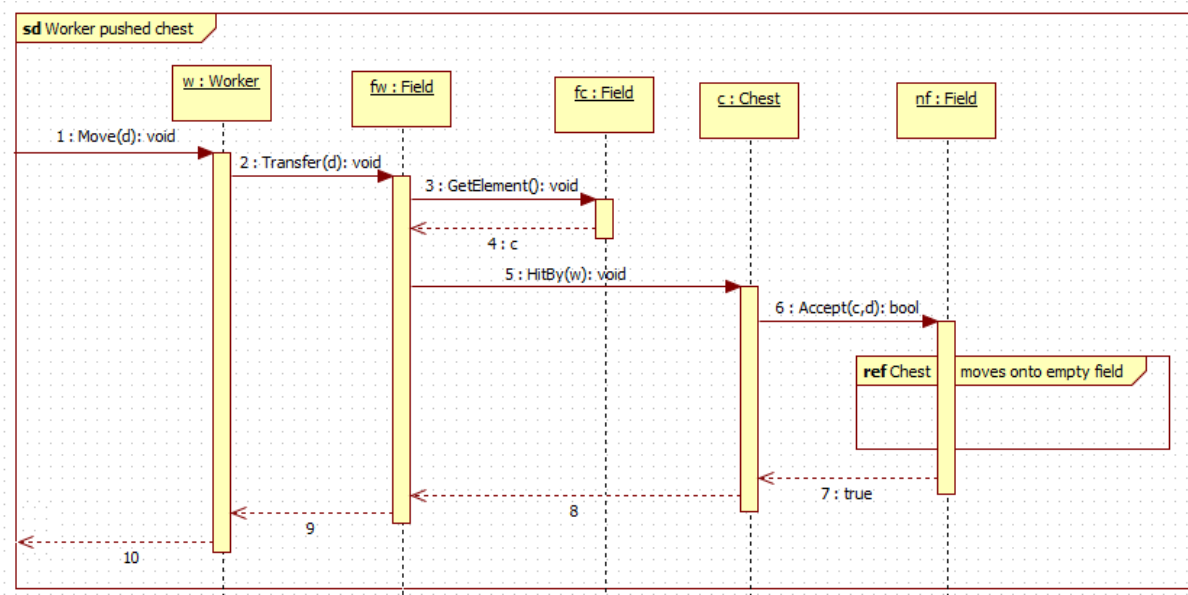 sd Worker pushed chest
w : Worker
fw : Field
fc : Field
c : Chest
nf : Field
1 : Move(d): void
2 : Transfer(d): void
3 : GetElement(): void
4 : c
5 : HitBy(w): void
6 : Accept(c,d): bool
ref Chest moves onto empty field
7 : true
8
9
10